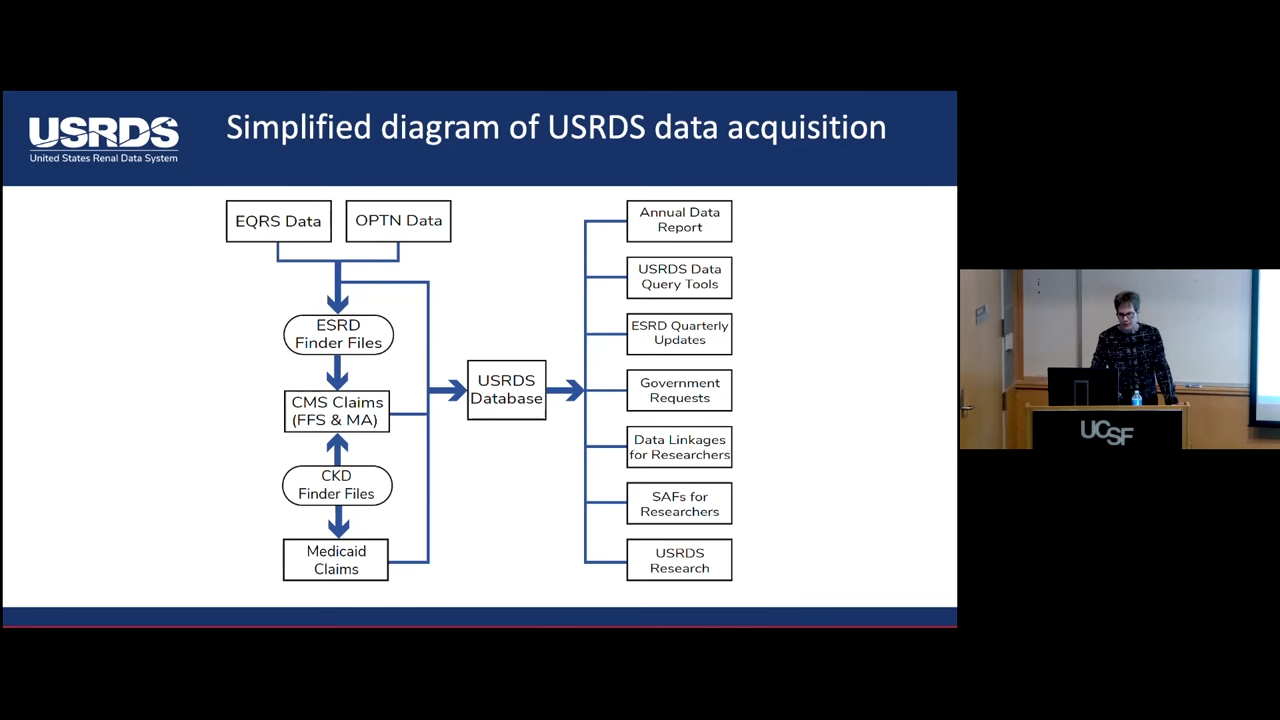 USRDS
United States Renal Data System
Simplified diagram of USRDS data acquisition
EQRS Data
OPTN Data
ESRD
Finder Files
CMS Claims
(FFS & MA)
CKD
Finder Files
Medicaid
Claims
USRDS
Database
Annual Data
Report
USRDS Data
Query Tools
ESRD Quarterly
Updates
Government
Requests
Data Linkages
for Researchers
SAFs for
Researchers
USRDS
Research
UCSF